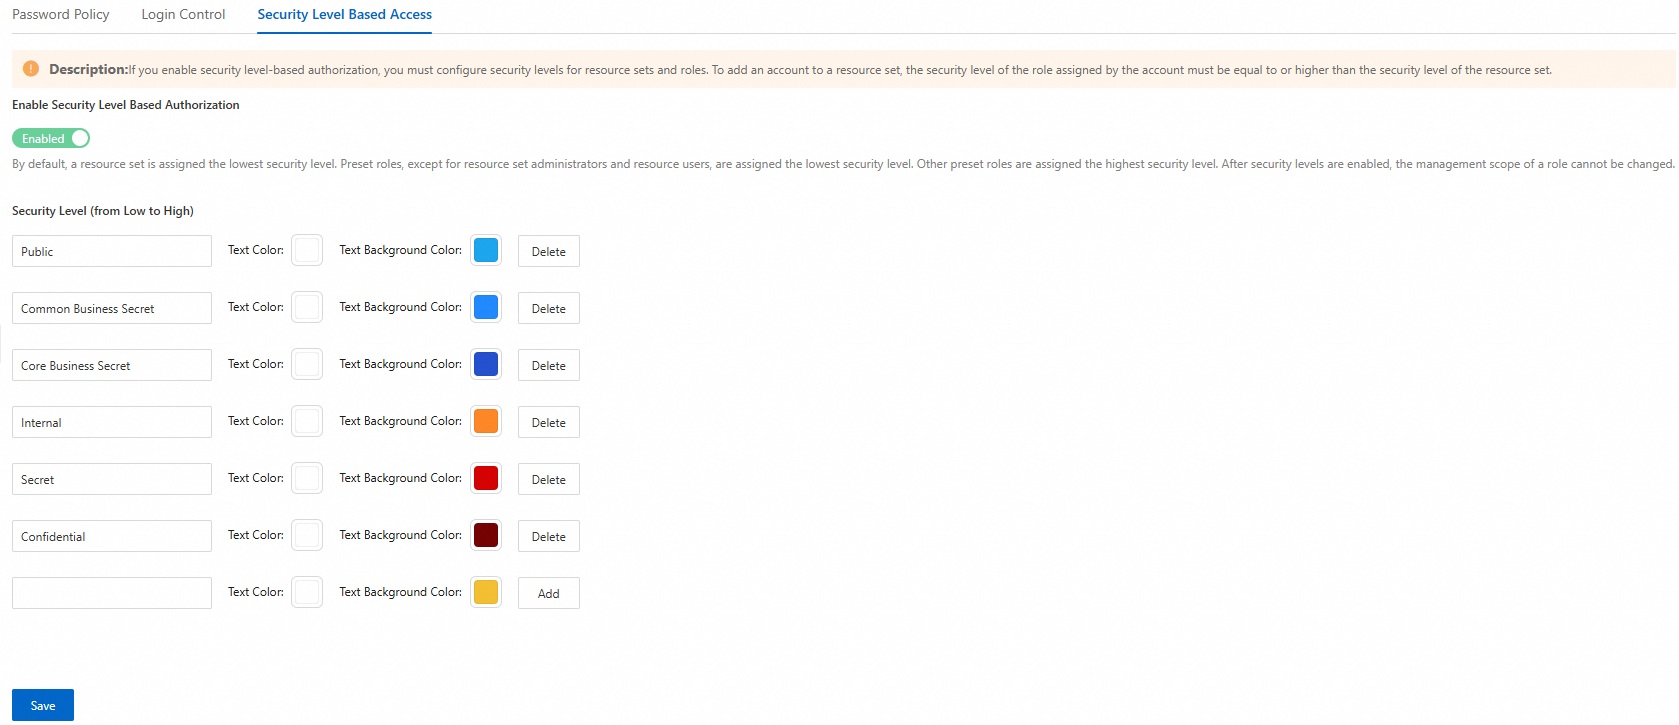 Password Policy Login Control Security Level Based Access
Description:If you enable security level-based authorization, you must configure security levels for resource sets and roles. To add an account to a resource set, the security level of the role assigned by the account must be equal to or higher than the security level of the resource set.
Enable Security Level Based Authorization
Enabled
By default, a resource set is assigned the lowest security level. Preset roles, except for resource set administrators and resource users, are assigned the lowest security level. Other preset roles are assigned the highest security level. After security levels are enabled, the management scope of a role cannot be changed.
Security Level (from Low to High)
Public Text Color: Text Background Color: Delete
Common Business Secret Text Color: Text Background Color: Delete
Core Business Secret Text Color: Text Background Color: Delete
Internal Text Color: Text Background Color: Delete
Secret Text Color: Text Background Color: Delete
Confidential Text Color: Text Background Color: Delete
Text Color: Text Background Color: Add
Save